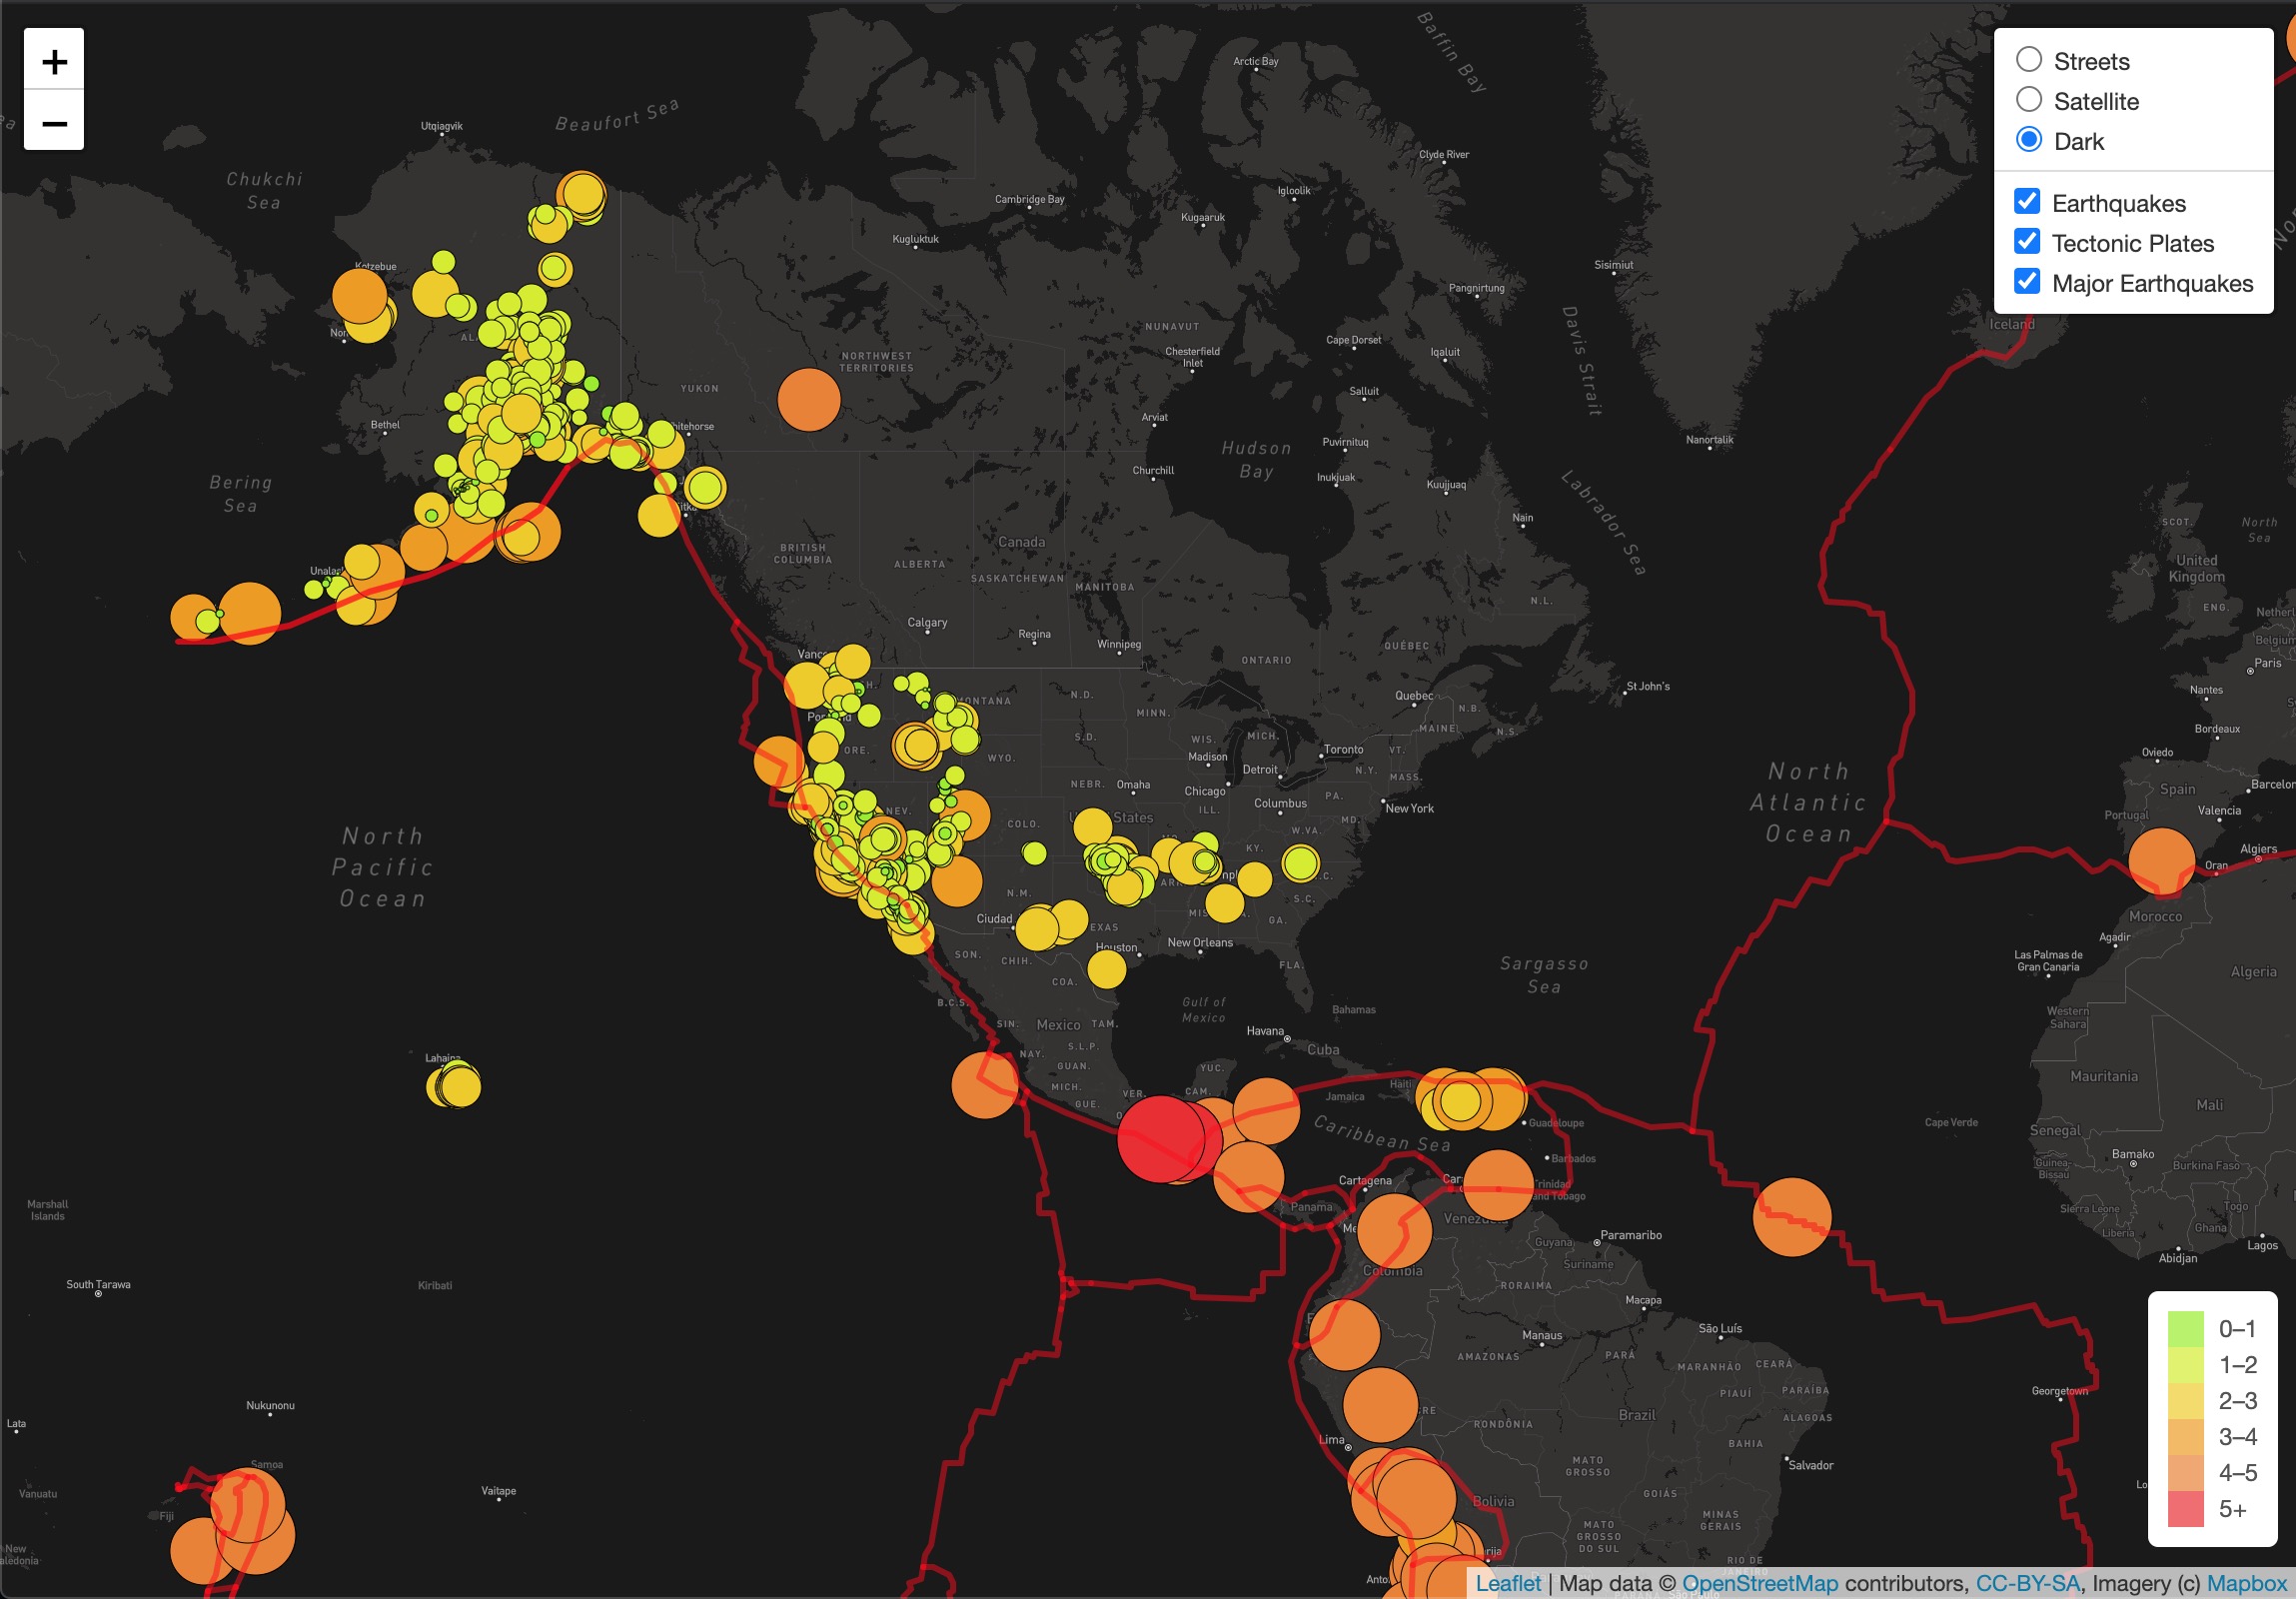 +
−
Streets
Satellite
Dark
Earthquakes
Tectonic Plates
Major Earthquakes
Baffin Bay
Arctic Bay
Beaufort Sea
Utqiagvik
Chukchi
Sea
Clyde River
Igloolik
Cambridge Bay
Kugaaruk
Kugluktuk
Kotzebue
Sisimiut
Pangnirtung
Davis Strait
Iceland
NUNAVUT
Cape Dorset
Chesterfield
Inlet
Iqaluit
NORTHWEST
TERRITORIES
YUKON
Salluit
Arviat
Bethel
Puvirnituq
Nanortalik
Hudson
Bay
Churchill
Inukjuak
Kuujjuaq
Labrador Sea
Bering
Sea
Nain
SCOT.
North
Sea
Canada
BRITISH
COLUMBIA
ALBERTA
SASKATCHEWAN
MANITOBA
United
Kingdom
N.L.
ENG.
Calgary
Regina
Winnipeg
QUÉBEC
ONTARIO
Paris
St John's
Quebec
Nantes
N.D.
MINN.
N.B.
MAINE
N.S.
Bordeaux
S.D.
WIS.
MICH.
ORE.
WYO.
Madison
Toronto
VT.
Oviedo
Detroit
N.Y.
MASS.
North
Atlantic
Ocean
NEBR.
Omaha
Chicago
Spain
Columbus
PA.
New York
ILL.
NEV.
Valencia
Portugal
COLO.
MD.
W.VA.
North
Pacific
Ocean
KY.
Algiers
Oran
N.M.
S.C.
GA.
Ciudad
Morocco
Houston
New Orleans
Agadir
SON.
CHIH.
FLA.
Sargasso
Sea
Las Palmas de
Gran Canaria
Algeria
COA.
B.C.S.
Gulf of
Mexico
Bahamas
Western
Sahara
SIN.
Mexico
TAM.
Havana
Cuba
S.L.P.
NAY.
Lahaina
GUAN.
YUC.
Mauritania
MICH.
VER.
CAM.
Haiti
Jamaica
GUE.
Mali
Cape Verde
Guadeloupe
Caribbean Sea
Senegal
Barbados
Bamako
Guinea-
Bissau
Burkina Faso
Cartagena
Trinidad
and Tobago
Marshall
Islands
Panama
Togo
Sierra Leone
Venezuela
Ghana
Liberia
Paramaribo
Guyana
Lagos
Abidjan
Suriname
Colombia
South Tarawa
Kiribati
RORAIMA
Macapa
São Luís
Manaus
AMAZONAS
PARÁ
MARANHÃO
CEARÁ
PIAUÍ
PARAÍBA
Georgetown
Nukunonu
Lata
Brazil
ALAGOAS
RONDÔNIA
Lima
BAHIA
Samoa
MATO
GROSSO
Salvador
Vanuatu
Vaitape
GOIÁS
Bolivia
Fiji
MINAS
GERAIS
MATO
GROSSO
DO SUL
RIO DE
JANEIRO
0–1
1–2
2–3
3–4
4–5
5+
Leaflet | Map data © OpenStreetMap contributors, CC-BY-SA, Imagery (c) Mapbox